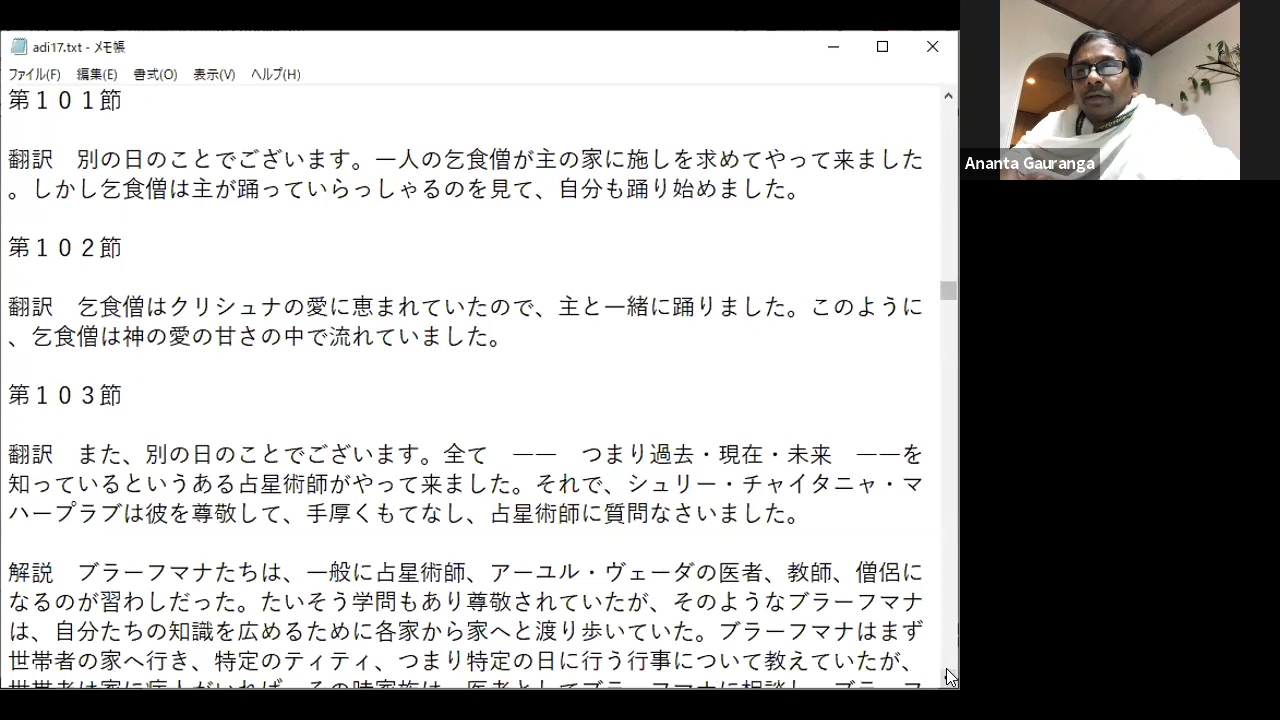 adi17.txt - メモ帳
ファイル(F) 編集(E) 書式(O) 表示(V) ヘルプ(H)
第１０１節
翻訳　別の日のことでございます。一人の乞食僧が主の家に施しを求めてやって来ました
。しかし乞食僧は主が踊っていらっしゃるのを見て、自分も踊り始めました。
第１０２節
翻訳　乞食僧はクリシュナの愛に恵まれていたので、主と一緒に踊りました。このように
、乞食僧は神の愛の甘さの中で流れていました。
第１０３節
翻訳　また、別の日のことでございます。全て　――　つまり過去・現在・未来　――を
知っているというある占星術師がやって来ました。それで、シュリー・チャイタニャ・マ
ハープラブは彼を尊敬して、手厚くもてなし、占星術師に質問なさいました。
解説　ブラーフマナたちは、一般に占星術師、アーユル・ヴェーダの医者、教師、僧侶に
なるのが習わしだった。たいそう学問もあり尊敬されていたが、そのようなブラーフマナ
は、自分たちの知識を広めるために各家から家へと渡り歩いていた。ブラーフマナはまず
世帯者の家へ行き、特定のティティ、つまり特定の日に行う行事について教えていたが、
Ananta Gauranga